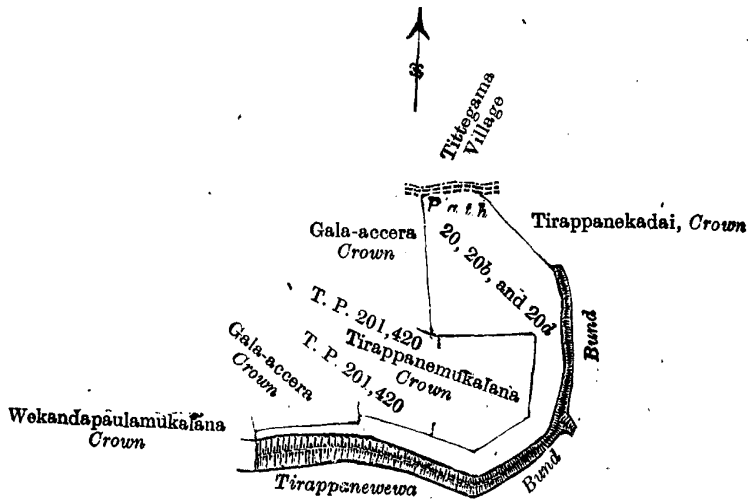 Tittegama
Village
Path
Gala-accera
Crown
Tirappanekadai, Crown
20, 20b, and 20d
T. P. 201,420
Tirappanemukalana
Crown
T. P. 201,420
Gala-accera
Crown
Bund
Wekandapaulamukalana
Crown
Bund
Tirappanewewa